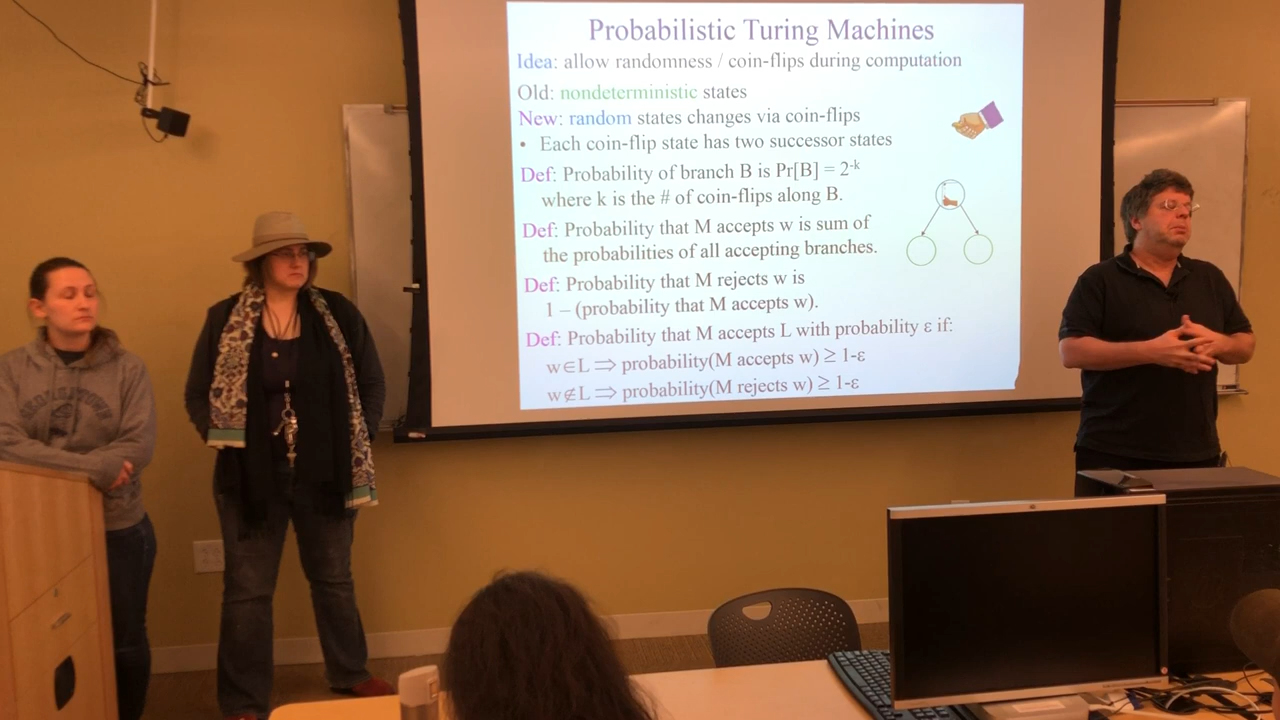 Probabilistic Turing Machines
Idea: allow randomness / coin-flips during computation
Old: nondeterministic states
New: random states changes via coin-flips
• Each coin-flip state has two successor states
Def: Probability of branch B is Pr[B] = 2^-k
where k is the # of coin-flips along B.
Def: Probability that M accepts w is sum of
the probabilities of all accepting branches.
Def: Probability that M rejects w is
1 – (probability that M accepts w).
Def: Probability that M accepts L with probability ε if:
w∈L ⇒ probability(M accepts w) ≥ 1-ε
w∉L ⇒ probability(M rejects w) ≥ 1-ε
GEORGETOWN